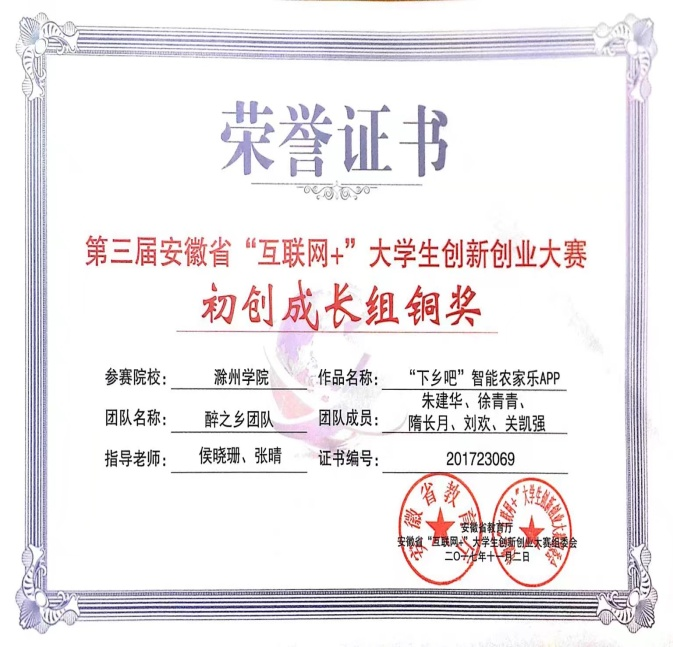 荣誉证书
第三届安徽省“互联网+”大学生创新创业大赛
初创成长组铜奖
参赛院校： 滁州学院 作品名称： “下乡吧”智能农家乐APP
团队名称： 醉之乡团队 团队成员： 朱建华、徐青青、
隋长月、刘欢、关凯强
指导老师： 侯晓珊、张晴 证书编号： 201723069
安徽省教育厅
安徽省“互联网+”大学生创新创业大赛组委会
二〇一七年十一月二日
安徽省教育厅